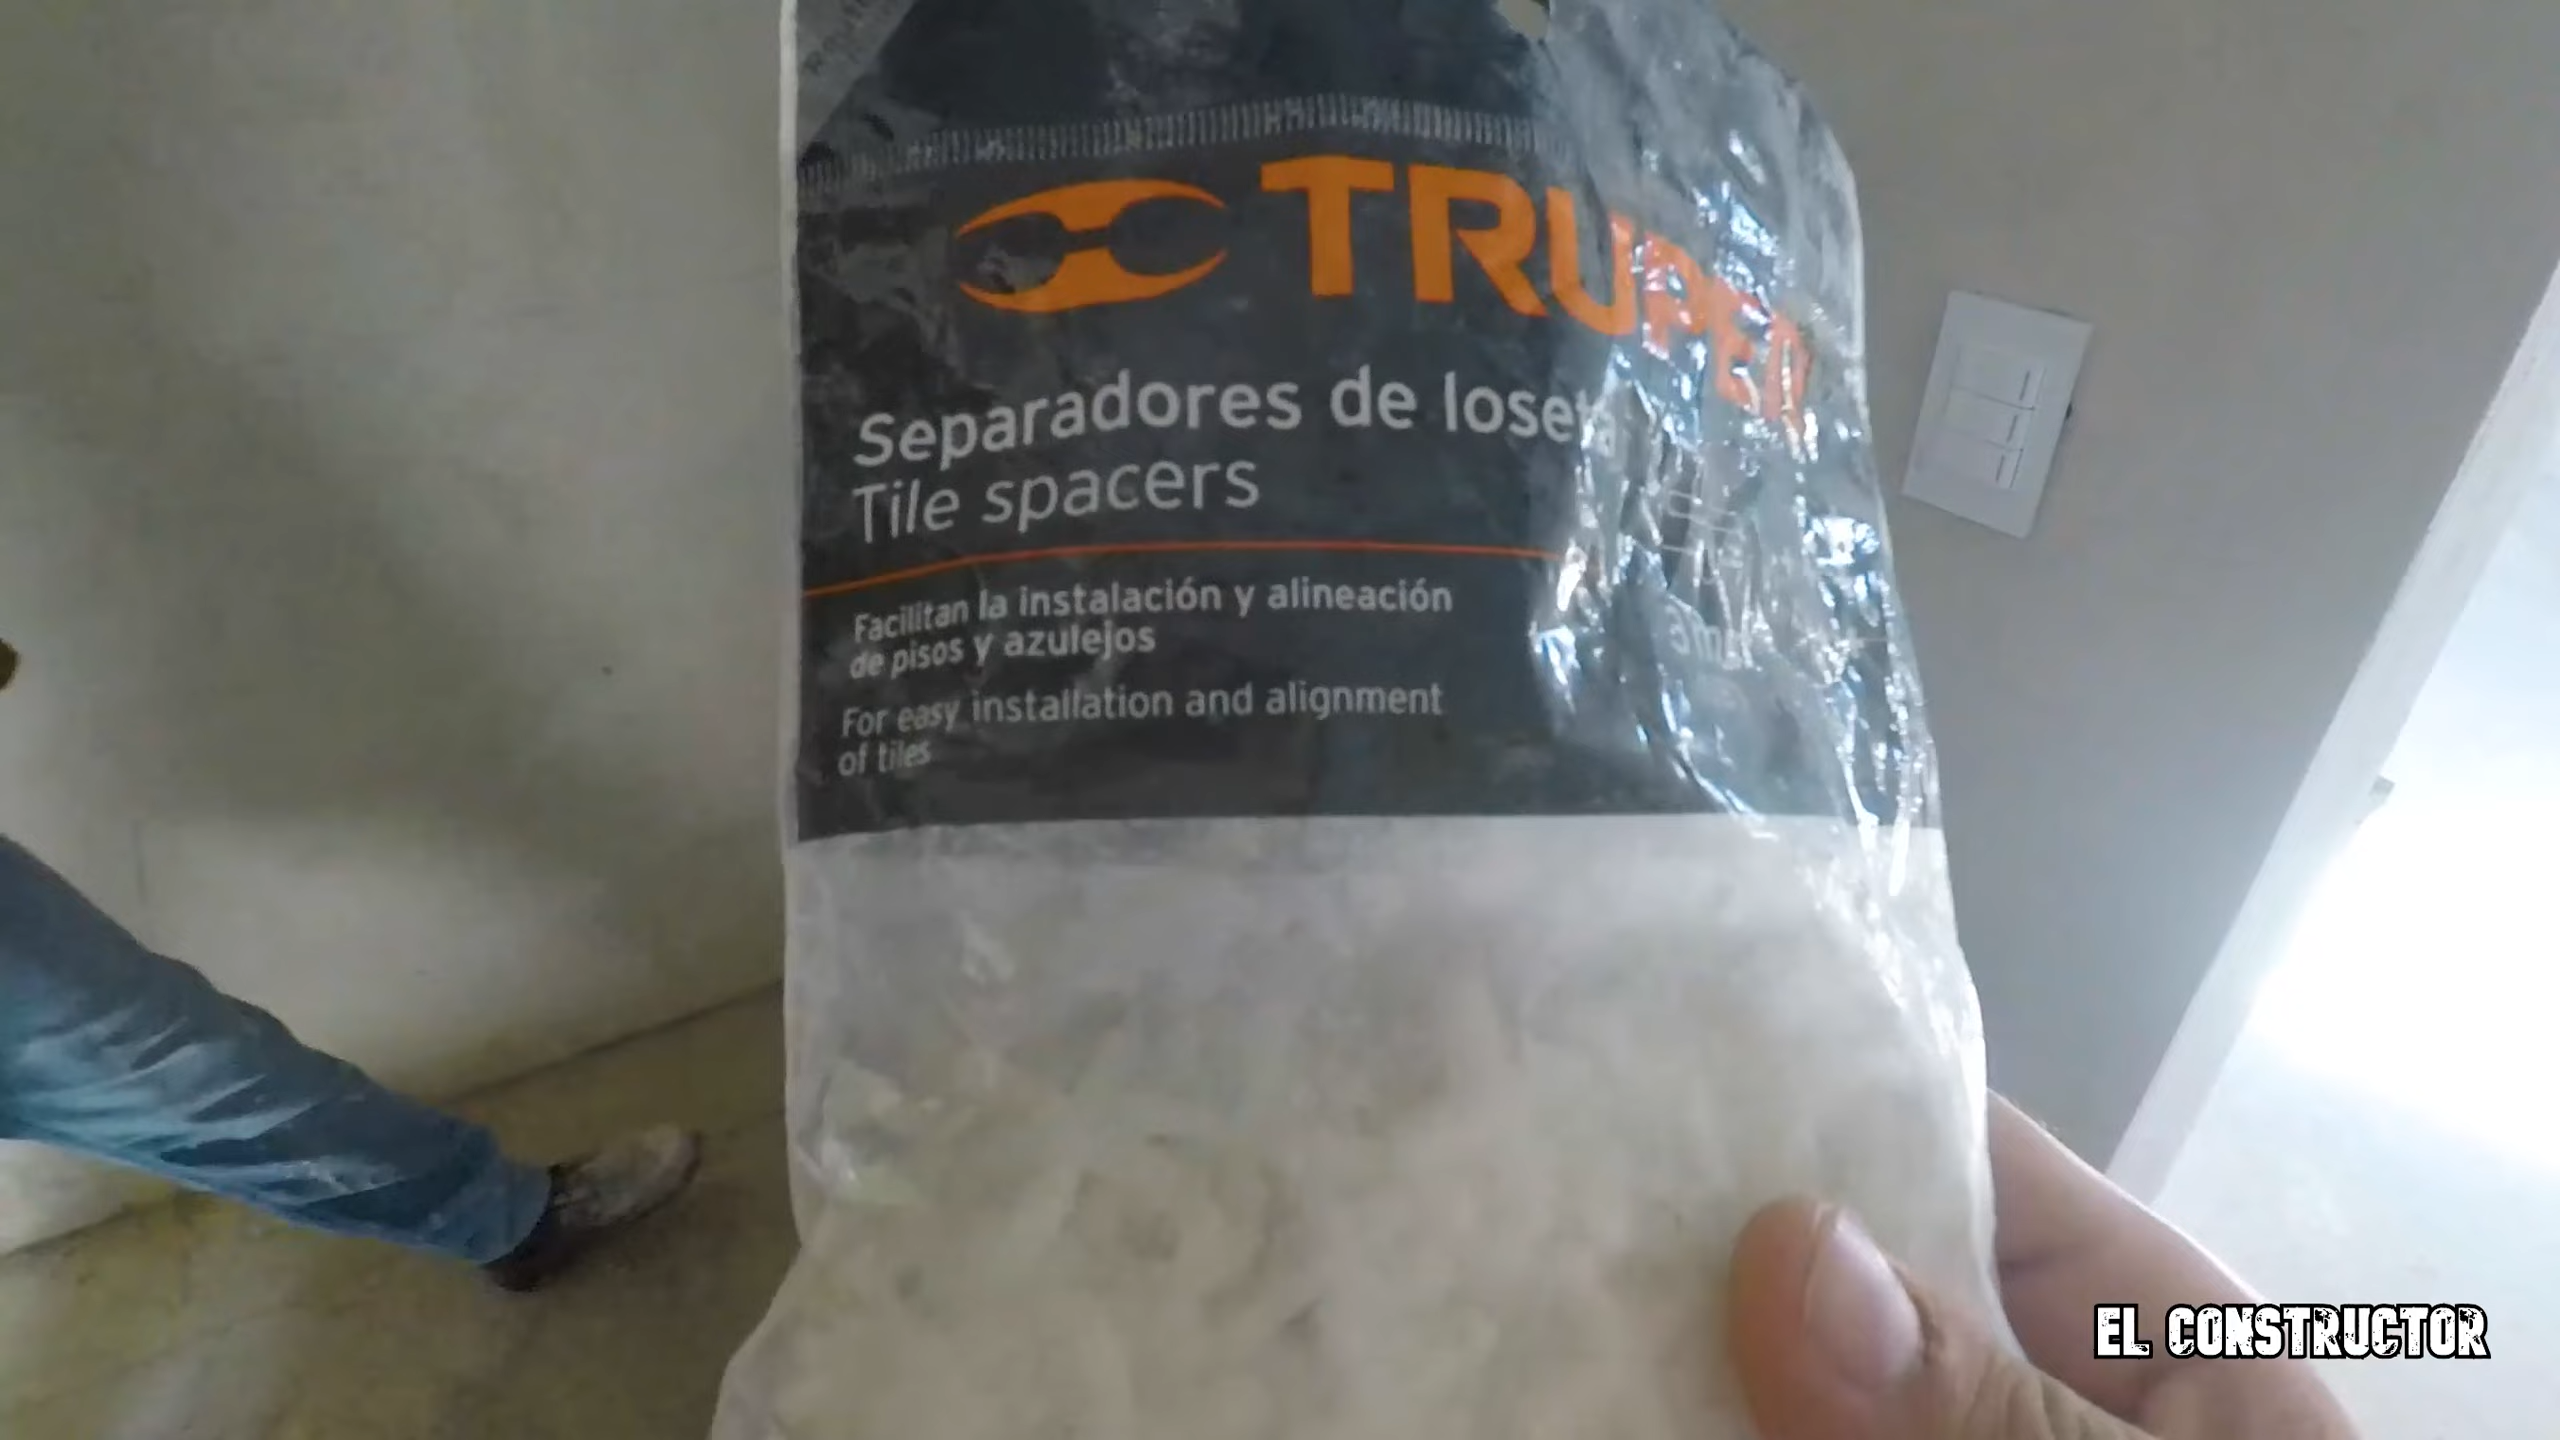 TRUPER
Separadores de loseta
Tile spacers
Facilitan la instalación y alineación
de pisos y azulejos
For easy installation and alignment
of tiles
EL CONSTRUCTOR